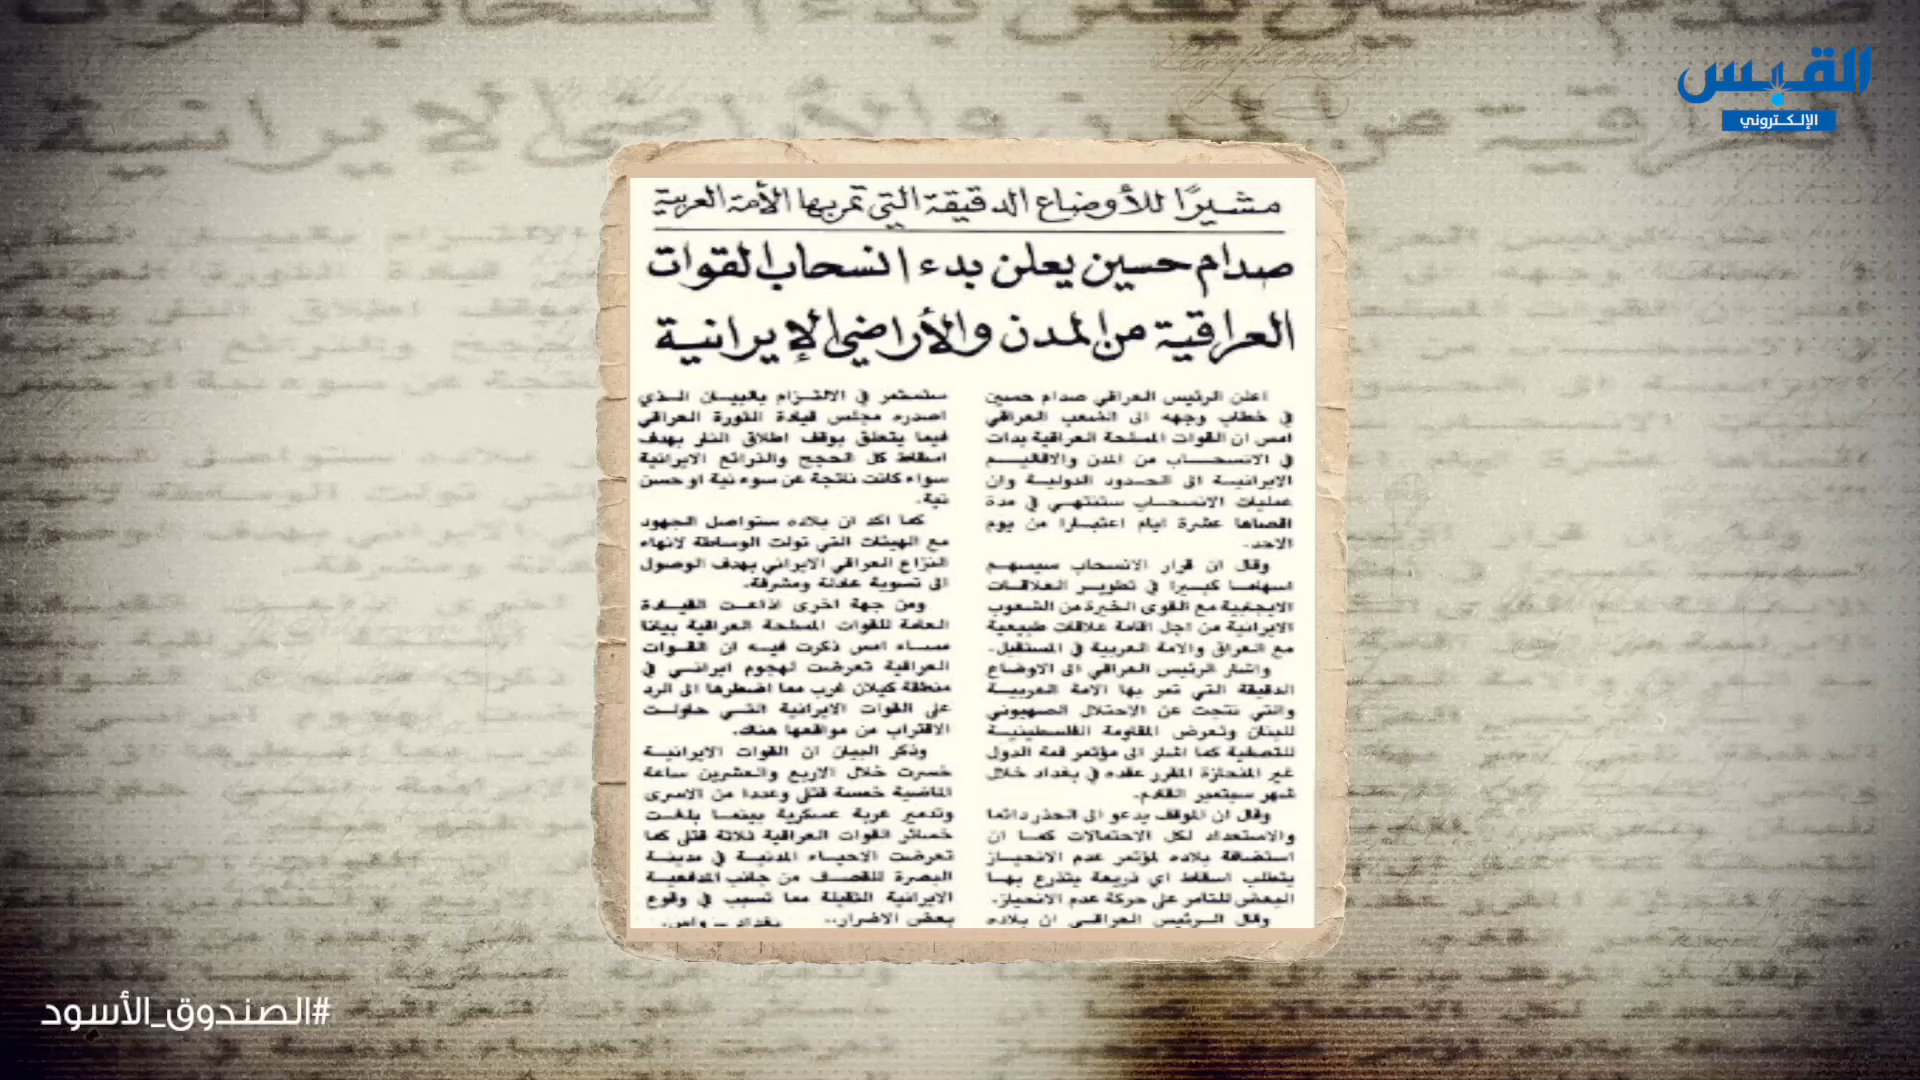 القبس
الإلكتروني
مشيرًا للأوضاع الدقيقة التي تمر بها الأمة العربية
صدام حسين يعلن بدء انسحاب القوات
العراقية من المدن والأراضي الإيرانية
اعلن الرئيس العراقي صدام حسين
في خطاب وجهه الى الشعب العراقي
امس ان القوات المسلحة العراقية بدات
في الانسحاب من المدن والاقاليم
الايرانية الى الحدود الدولية وان
عمليات الانسحاب ستنتهي في مدة
اقصاها عشرة ايام اعتبارا من يوم
الاحد.
وقال ان قرار الانسحاب سيسهم
اسهاما كبيرا في تطوير العلاقات
الايجابية مع القوى الخيرة من الشعوب
الايرانية من اجل اقامة علاقات طبيعية
مع العراق والامة العربية في المستقبل.
واشار الرئيس العراقي الى الاوضاع
الدقيقة التي تمر بها الامة العربية
والتي نتجت عن الاحتلال الصهيوني
للبنان وتعرض المقاومة الفلسطينية
للتصفية كما اشار الى مؤتمر قمة الدول
غير المنحازة المقرر عقده في بغداد خلال
شهر سبتمبر القادم.
وقال ان الموقف يدعو الى الحذر دائما
والاستعداد لكل الاحتمالات كما ان
استضافة بلاده لمؤتمر عدم الانحياز
يتطلب اسقاط اي ذريعة يتذرع بها
البعض للتامر على حركة عدم الانحياز.
وقال الرئيس العراقي ان بلاده
ستستمر في الالتزام بالبيان الذي
اصدره مجلس قيادة الثورة العراقي
فيما يتعلق بوقف اطلاق النار بهدف
اسقاط كل الحجج والذرائع الايرانية
سواء كانت ناتجة عن سوء نية او حسن
نية.
كما اكد ان بلاده ستواصل الجهود
مع الهيئات التي تولت الوساطة لانهاء
النزاع العراقي الايراني بهدف الوصول
الى تسوية عادلة ومشرفة.
ومن جهة اخرى اذاعت القيادة
العامة للقوات المسلحة العراقية بيانا
مساء امس ذكرت فيه ان القوات
العراقية تعرضت لهجوم ايراني في
منطقة كيلان غرب مما اضطرها الى الرد
على القوات الايرانية التي حاولت
الاقتراب من مواقعها هناك.
وذكر البيان ان القوات الايرانية
خسرت خلال الاربع والعشرين ساعة
الماضية خمسة قتلى وعددا من الاسرى
وتدمير عربة عسكرية بينما بلغت
خسائر القوات العراقية ثلاثة قتلى كما
تعرضت الاحياء المدنية في مدينة
البصرة للقصف من جانب المدفعية
الايرانية الثقيلة مما تسبب في وقوع
بعض الاضرار..
بغداد — واس.
#الصندوق_الأسود